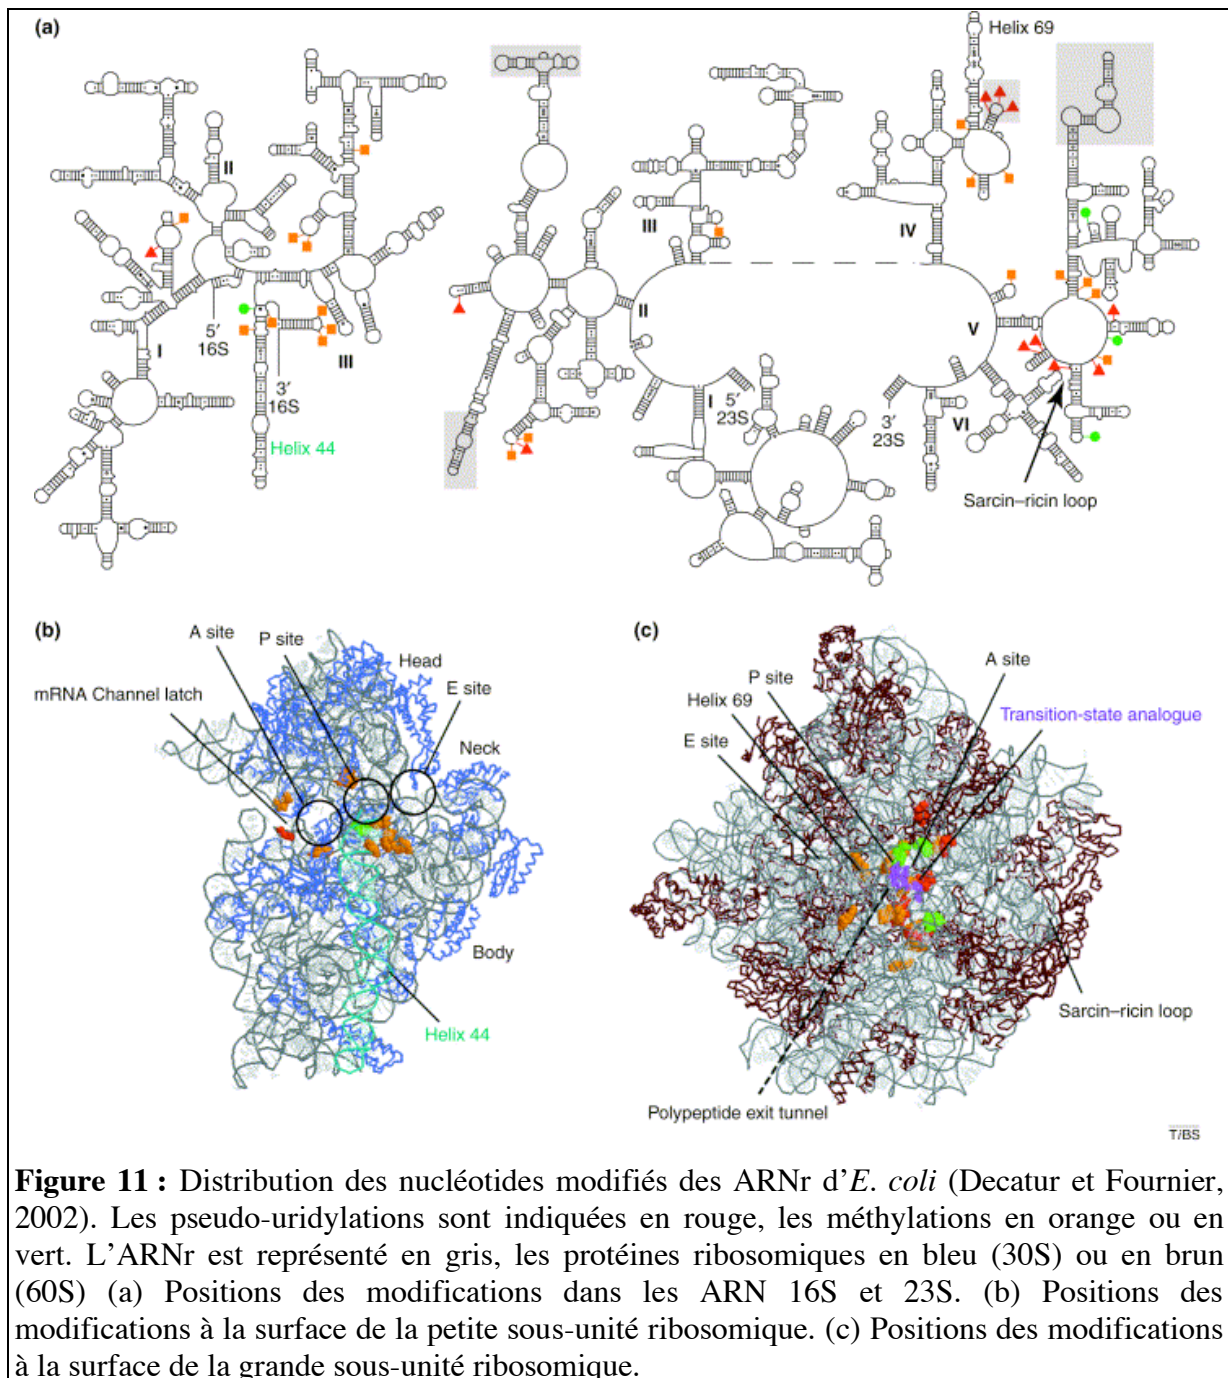 (a)
Helix 69
II
III
IV
II
V
I
5′
16S
III
3′
16S
I
5′
23S
3′
23S
VI
Helix 44
Sarcin–ricin loop
(b)
A site
P site
Head
mRNA Channel latch
E site
Neck
Body
Helix 44
(c)
A site
P site
Helix 69
Transition-state analogue
E site
Sarcin–ricin loop
Polypeptide exit tunnel
T/BS
Figure 11 : Distribution des nucléotides modifiés des ARNr d’E. coli (Decatur et Fournier,
2002). Les pseudo-uridylations sont indiquées en rouge, les méthylations en orange ou en
vert. L’ARNr est représenté en gris, les protéines ribosomiques en bleu (30S) ou en brun
(60S) (a) Positions des modifications dans les ARN 16S et 23S. (b) Positions des
modifications à la surface de la petite sous-unité ribosomique. (c) Positions des modifications
à la surface de la grande sous-unité ribosomique.